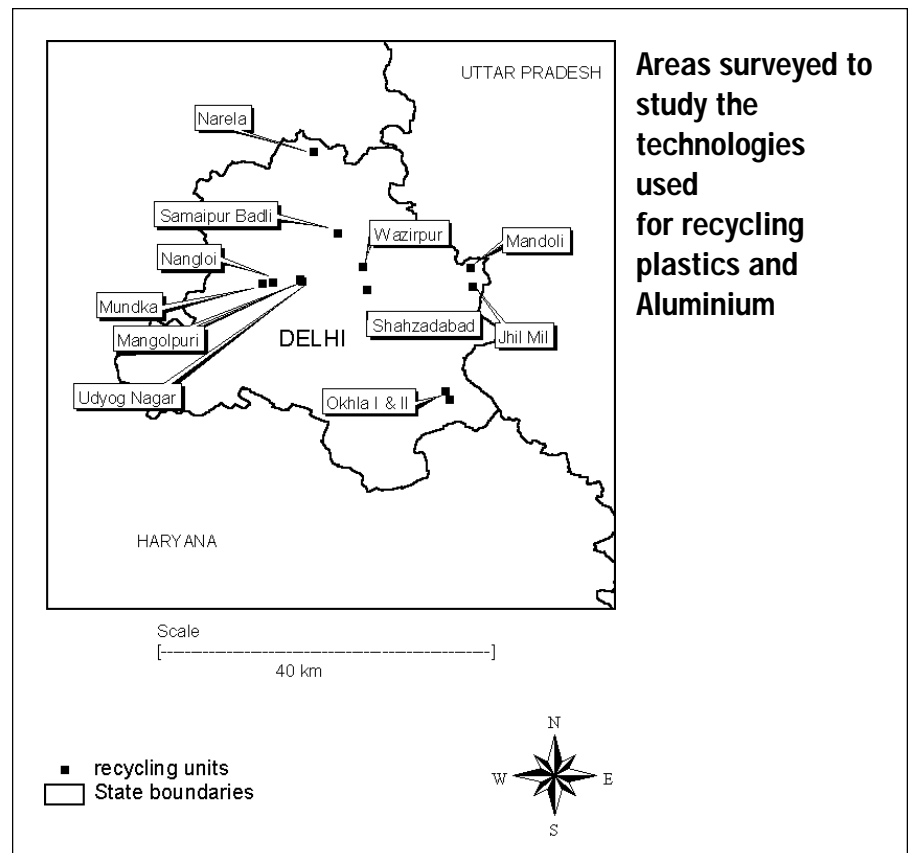 Areas surveyed to
study the
technologies
used
for recycling
plastics and
Aluminium
UTTAR PRADESH
Narela
Samaipur Badli
Wazirpur
Mandoli
Nangloi
Mundka
Mangolpuri
DELHI
Shahzadabad
Jhil Mil
Udyog Nagar
Okhla I & II
HARYANA
Scale
[-----------------------------------------------------]
40 km
N
W
E
S
recycling units
State boundaries